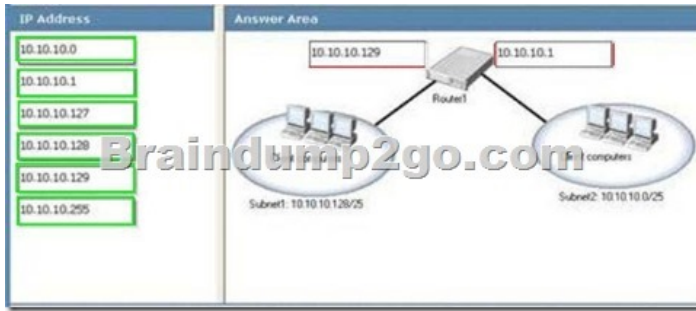 IP Address
10.10.10.0
10.10.10.1
10.10.10.127
10.10.10.128
10.10.10.129
10.10.10.255
Answer Area
10.10.10.129
10.10.10.1
Router1
Braindump2go.com
computers
Subnet1: 10.10.10.128/25
Subnet2: 10.10.10.0/25